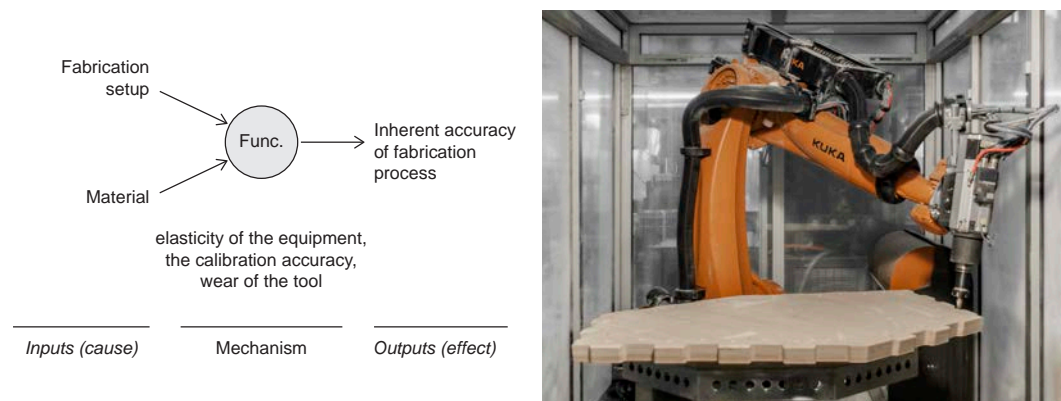 Fabrication
setup
Func.
Inherent accuracy
of fabrication
process
Material
elasticity of the equipment,
the calibration accuracy,
wear of the tool
Inputs (cause)
Mechanism
Outputs (effect)
KUKA
KUKA